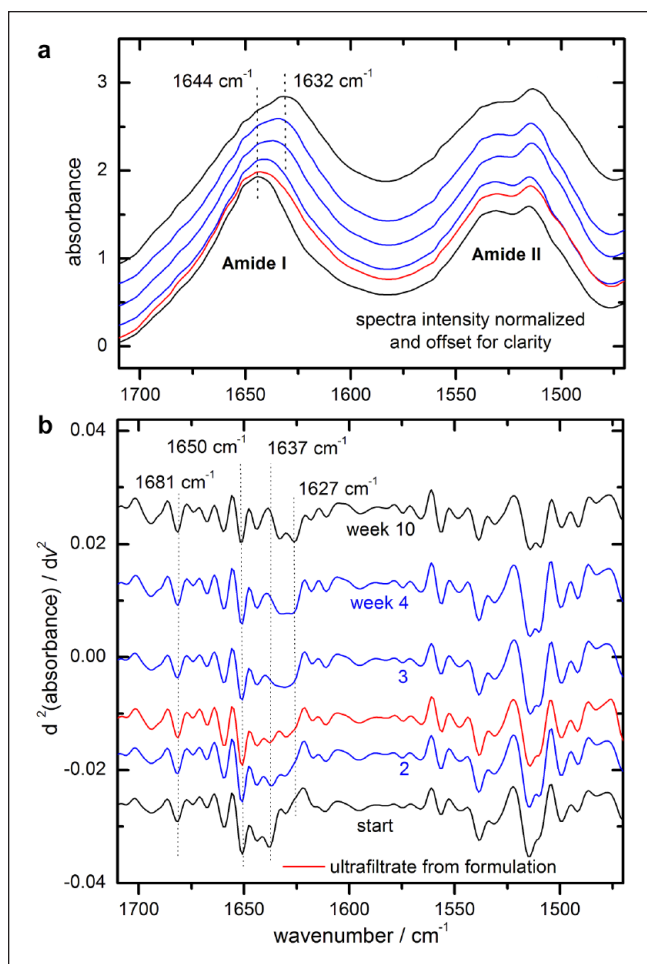 a
1644 cm⁻¹ 1632 cm⁻¹
3
2
1
0
absorbance
Amide I
Amide II
spectra intensity normalized
and offset for clarity
1700 1650 1600 1550 1500
b
0.04
0.02
0.00
-0.02
-0.04
d ²(absorbance) / dν²
1650 cm⁻¹ 1637 cm⁻¹
1681 cm⁻¹ 1627 cm⁻¹
week 10
week 4
3
2
start
ultrafiltrate from formulation
1700 1650 1600 1550 1500
wavenumber / cm⁻¹